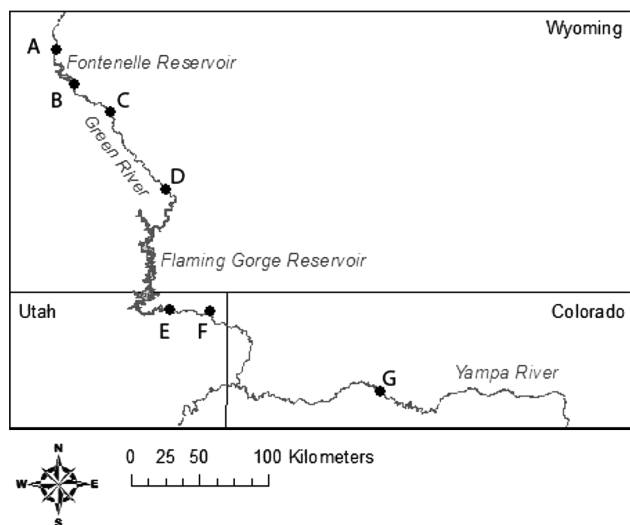 Wyoming
A
Fontenelle Reservoir
B
C
Green River
D
Flaming Gorge Reservoir
Utah
Colorado
E
F
G
Yampa River
N
W
E
S
0 25 50 100 Kilometers